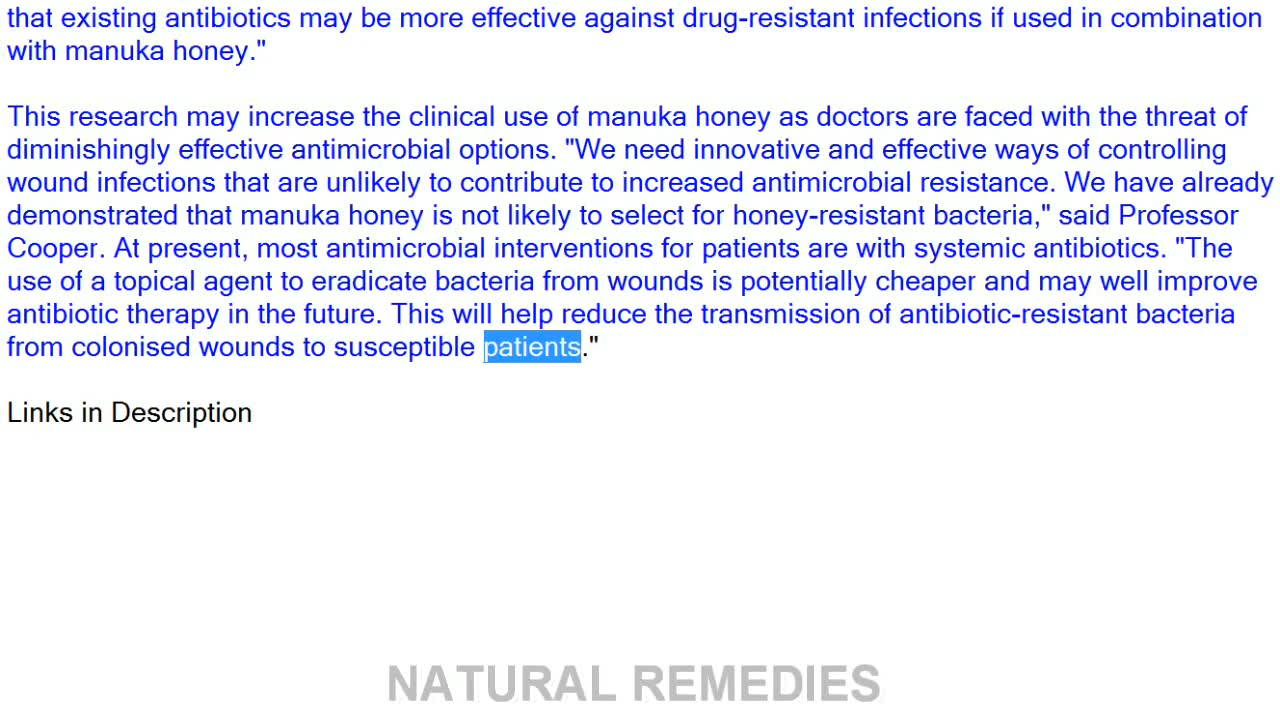 that existing antibiotics may be more effective against drug-resistant infections if used in combination
with manuka honey."
This research may increase the clinical use of manuka honey as doctors are faced with the threat of
diminishingly effective antimicrobial options. "We need innovative and effective ways of controlling
wound infections that are unlikely to contribute to increased antimicrobial resistance. We have already
demonstrated that manuka honey is not likely to select for honey-resistant bacteria," said Professor
Cooper. At present, most antimicrobial interventions for patients are with systemic antibiotics. "The
use of a topical agent to eradicate bacteria from wounds is potentially cheaper and may well improve
antibiotic therapy in the future. This will help reduce the transmission of antibiotic-resistant bacteria
from colonised wounds to susceptible patients."
Links in Description
NATURAL REMEDIES